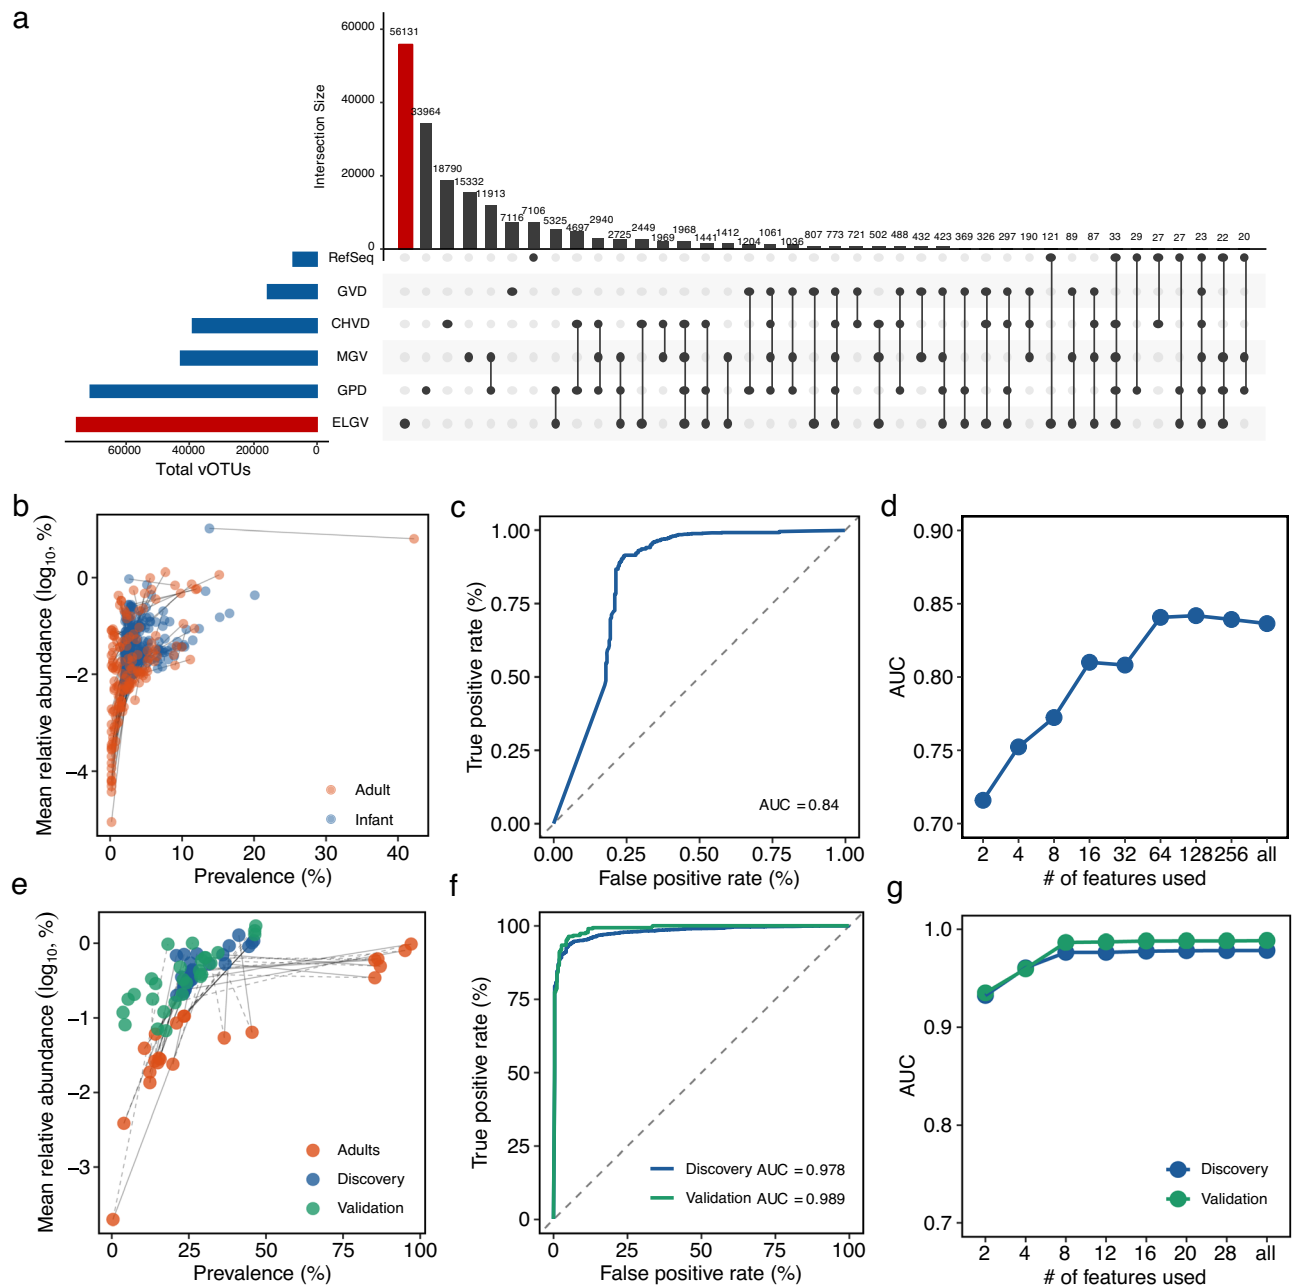 a
Intersection Size
60000
40000
20000
0
56131
33964
18790
15332
11913
7116
7106
5325
4697
2940
2725
2449
1969
1968
1441
1412
1204
1061
1036
807
773
721
502
488
432
423
369
326
297
190
121
89
87
33
29
27
27
23
22
20
RefSeq
GVD
CHVD
MGV
GPD
ELGV
60000 40000 20000 0
Total vOTUs
b
Mean relative abundance (log10, %)
0
−2
−4
Adult
Infant
0 10 20 30 40
Prevalence (%)
c
True positive rate (%)
1.00
0.75
0.50
0.25
0.00
AUC = 0.84
0.00 0.25 0.50 0.75 1.00
False positive rate (%)
d
AUC
0.90
0.85
0.80
0.75
0.70
2 4 8 16 32 64 128 256 all
# of features used
e
Mean relative abundance (log10, %)
0
−1
−2
−3
Adults
Discovery
Validation
0 25 50 75 100
Prevalence (%)
f
True positive rate (%)
100
75
50
25
0
Discovery AUC = 0.978
Validation AUC = 0.989
0 25 50 75 100
False positive rate (%)
g
AUC
1.0
0.9
0.8
0.7
Discovery
Validation
2 4 8 12 16 20 28 all
# of features used